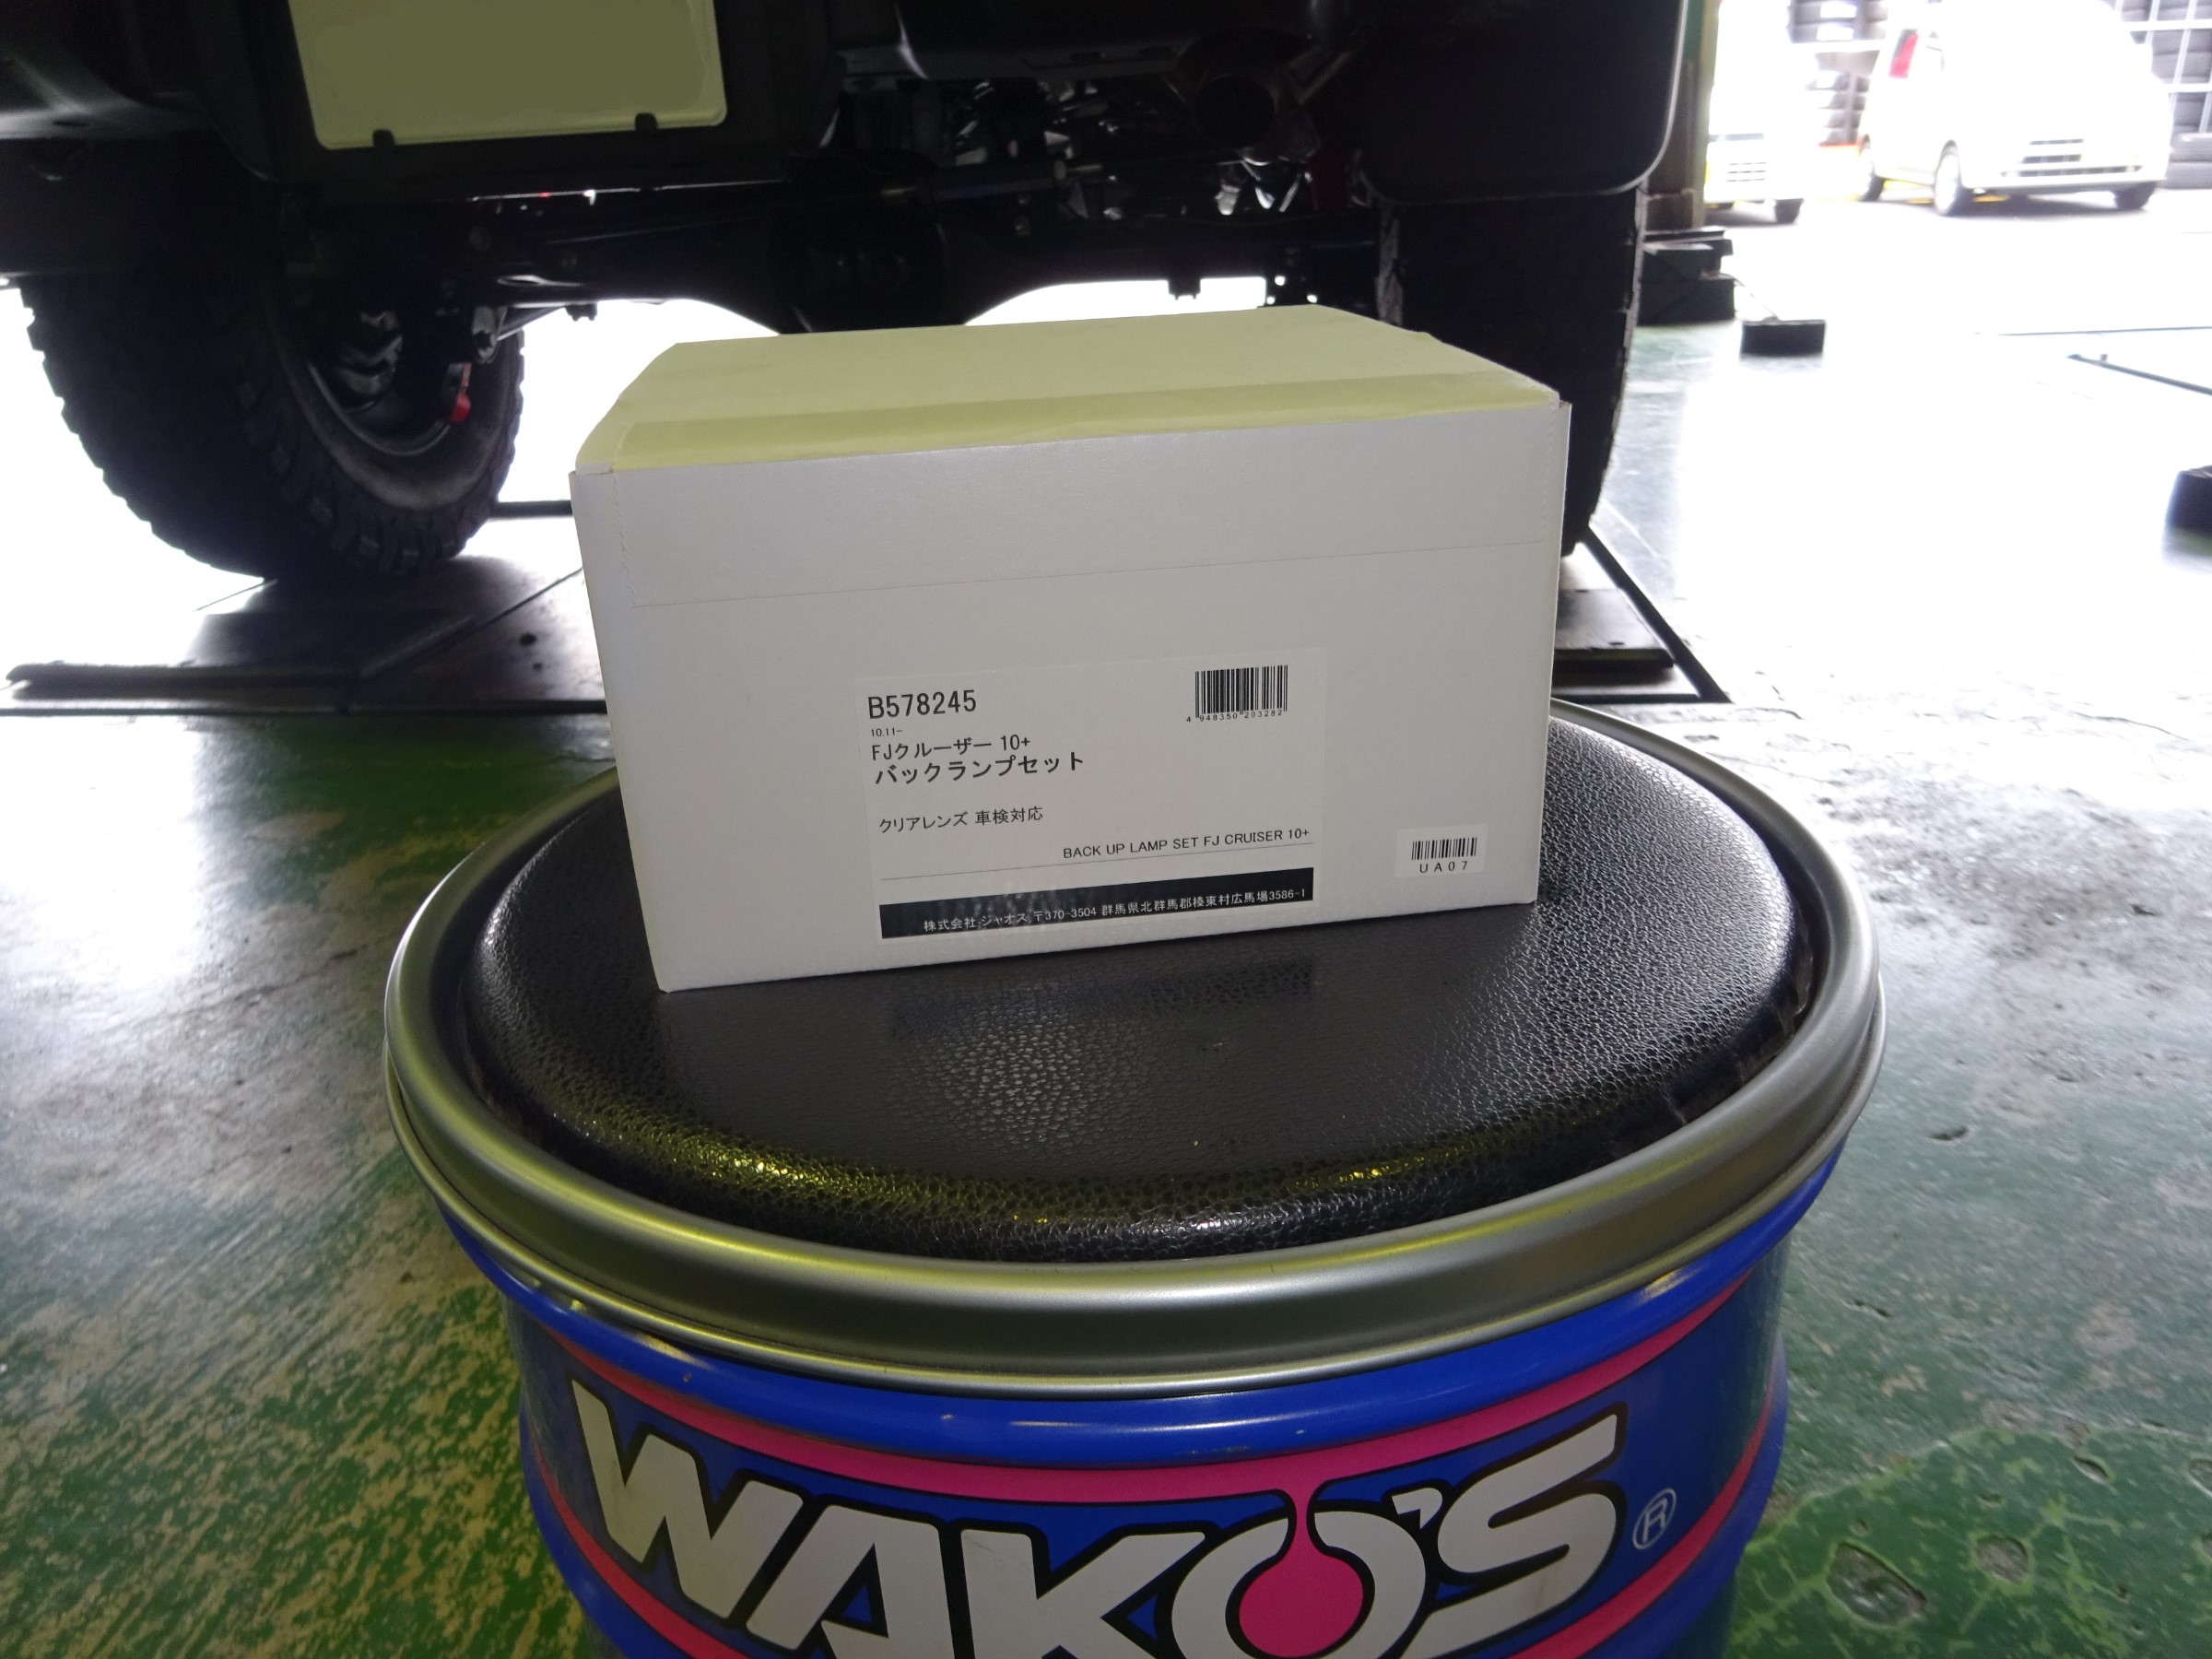 B578245
4 948350 203282
10.11-
FJクルーザー 10+
バックランプセット
クリアレンズ 車検対応
BACK UP LAMP SET FJ CRUISER 10+
UA07
株式会社 ジャオス 〒370-3504 群馬県北群馬郡榛東村広馬場3586-1
WAKO'S ®